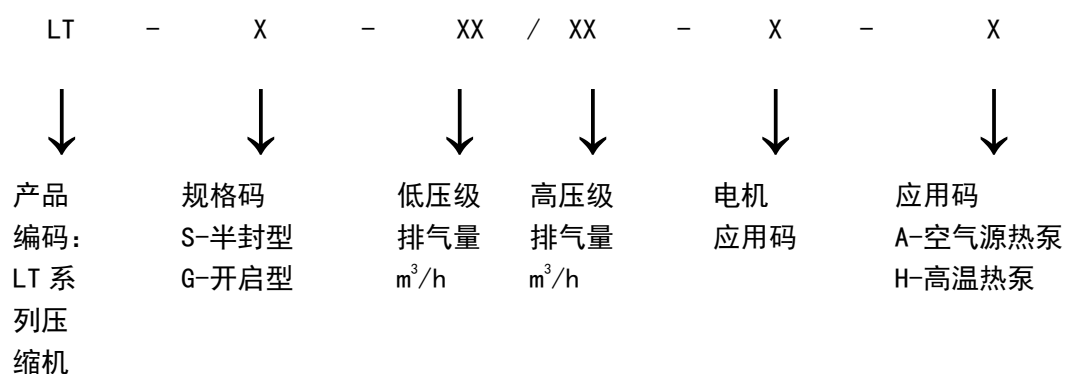 LT - X - XX / XX - X - X
产品 规格码 低压级 高压级 电机 应用码
编码： S-半封型 排气量 排气量 应用码 A-空气源热泵
LT 系 G-开启型 m³/h m³/h H-高温热泵
列压
缩机